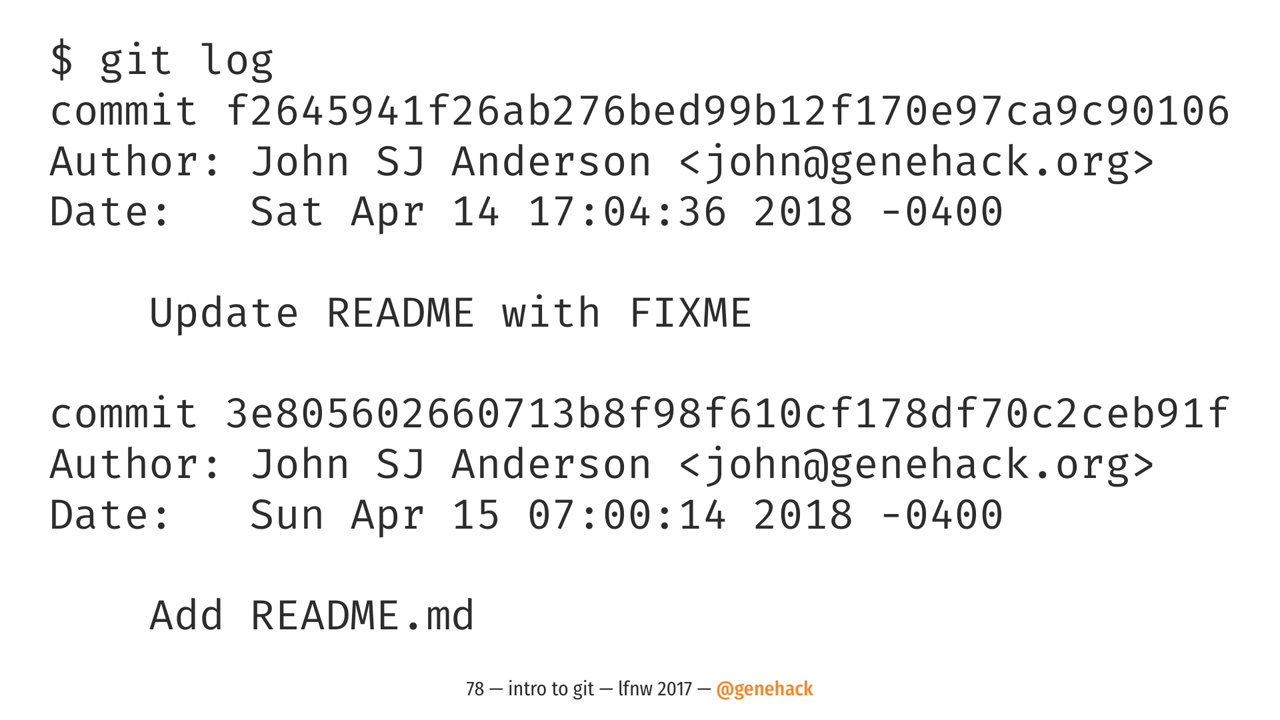 $ git log
commit f2645941f26ab276bed99b12f170e97ca9c90106
Author: John SJ Anderson <john@genehack.org>
Date:   Sat Apr 14 17:04:36 2018 -0400
    Update README with FIXME
commit 3e805602660713b8f98f610cf178df70c2ceb91f
Author: John SJ Anderson <john@genehack.org>
Date:   Sun Apr 15 07:00:14 2018 -0400
    Add README.md
78 — intro to git — lfnw 2017 — @genehack